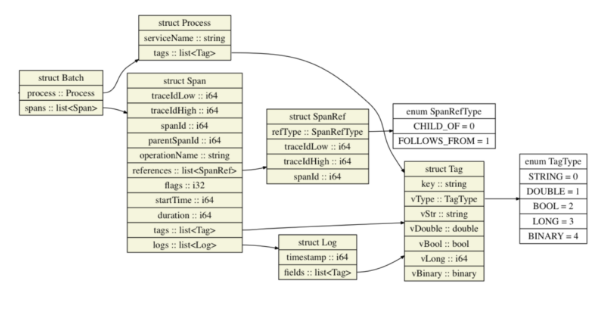 struct Batch
process :: Process
spans :: list<Span>
struct Process
serviceName :: string
tags :: list<Tag>
struct Span
traceIdLow :: i64
traceIdHigh :: i64
spanId :: i64
parentSpanId :: i64
operationName :: string
references :: list<SpanRef>
flags :: i32
startTime :: i64
duration :: i64
tags :: list<Tag>
logs :: list<Log>
struct SpanRef
refType :: SpanRefType
traceIdLow :: i64
traceIdHigh :: i64
spanId :: i64
struct Log
timestamp :: i64
fields :: list<Tag>
enum SpanRefType
CHILD_OF = 0
FOLLOWS_FROM = 1
struct Tag
key :: string
vType :: TagType
vStr :: string
vDouble :: double
vBool :: bool
vLong :: i64
vBinary :: binary
enum TagType
STRING = 0
DOUBLE = 1
BOOL = 2
LONG = 3
BINARY = 4